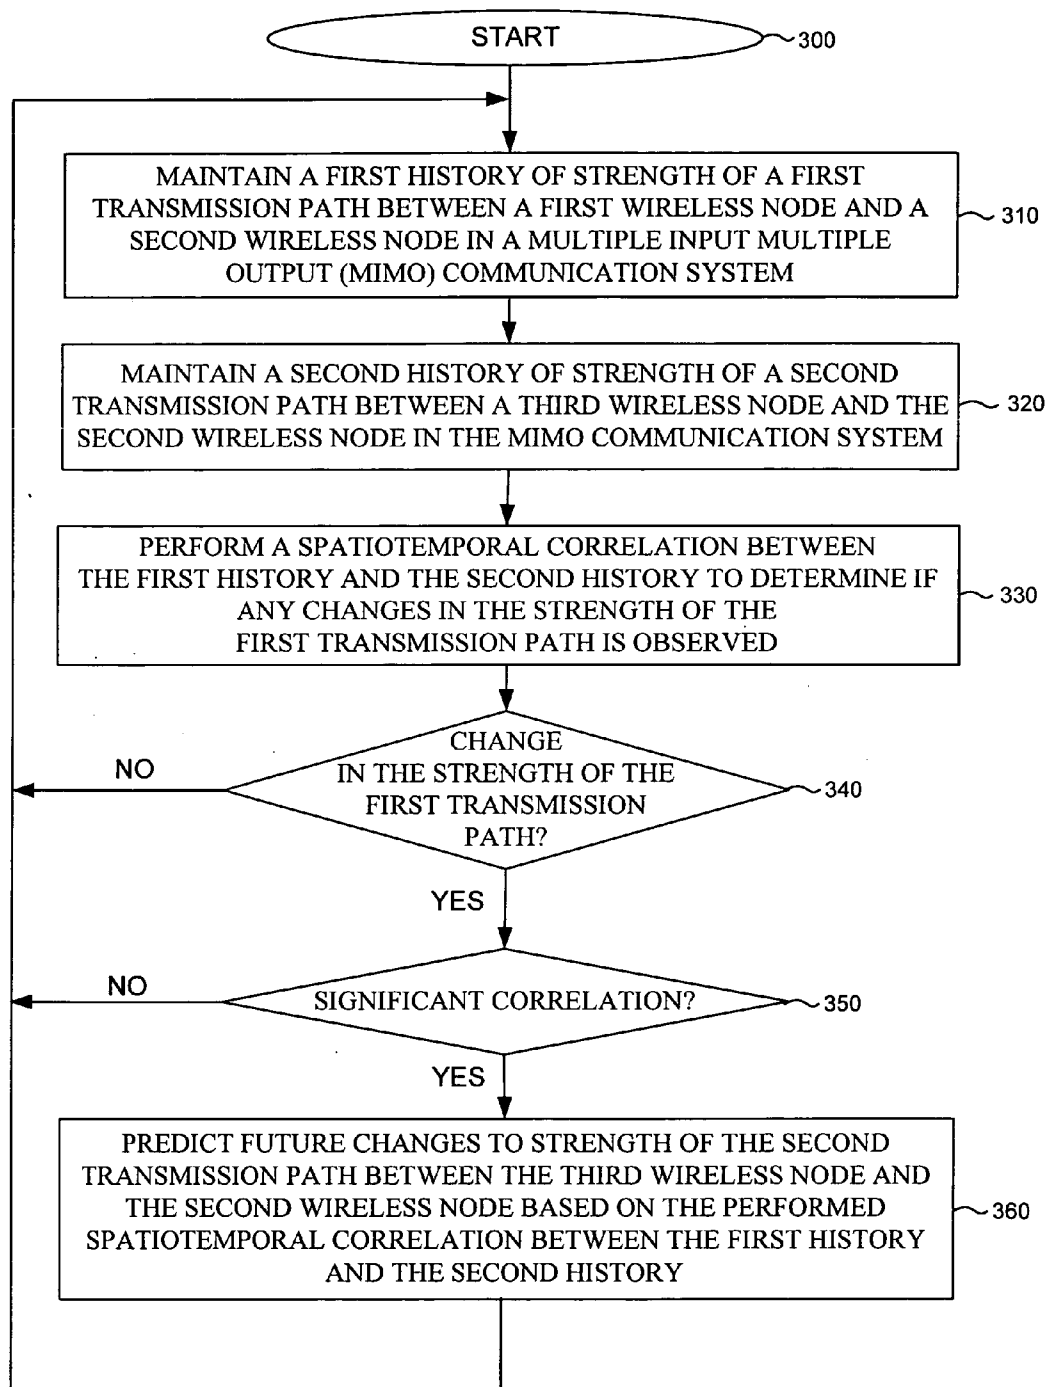 START
300
MAINTAIN A FIRST HISTORY OF STRENGTH OF A FIRST
TRANSMISSION PATH BETWEEN A FIRST WIRELESS NODE AND A
SECOND WIRELESS NODE IN A MULTIPLE INPUT MULTIPLE
OUTPUT (MIMO) COMMUNICATION SYSTEM
310
MAINTAIN A SECOND HISTORY OF STRENGTH OF A SECOND
TRANSMISSION PATH BETWEEN A THIRD WIRELESS NODE AND THE
SECOND WIRELESS NODE IN THE MIMO COMMUNICATION SYSTEM
320
PERFORM A SPATIOTEMPORAL CORRELATION BETWEEN
THE FIRST HISTORY AND THE SECOND HISTORY TO DETERMINE IF
ANY CHANGES IN THE STRENGTH OF THE
FIRST TRANSMISSION PATH IS OBSERVED
330
CHANGE
IN THE STRENGTH OF THE
FIRST TRANSMISSION
PATH?
340
NO
YES
SIGNIFICANT CORRELATION?
350
NO
YES
PREDICT FUTURE CHANGES TO STRENGTH OF THE SECOND
TRANSMISSION PATH BETWEEN THE THIRD WIRELESS NODE AND
THE SECOND WIRELESS NODE BASED ON THE PERFORMED
SPATIOTEMPORAL CORRELATION BETWEEN THE FIRST HISTORY
AND THE SECOND HISTORY
360